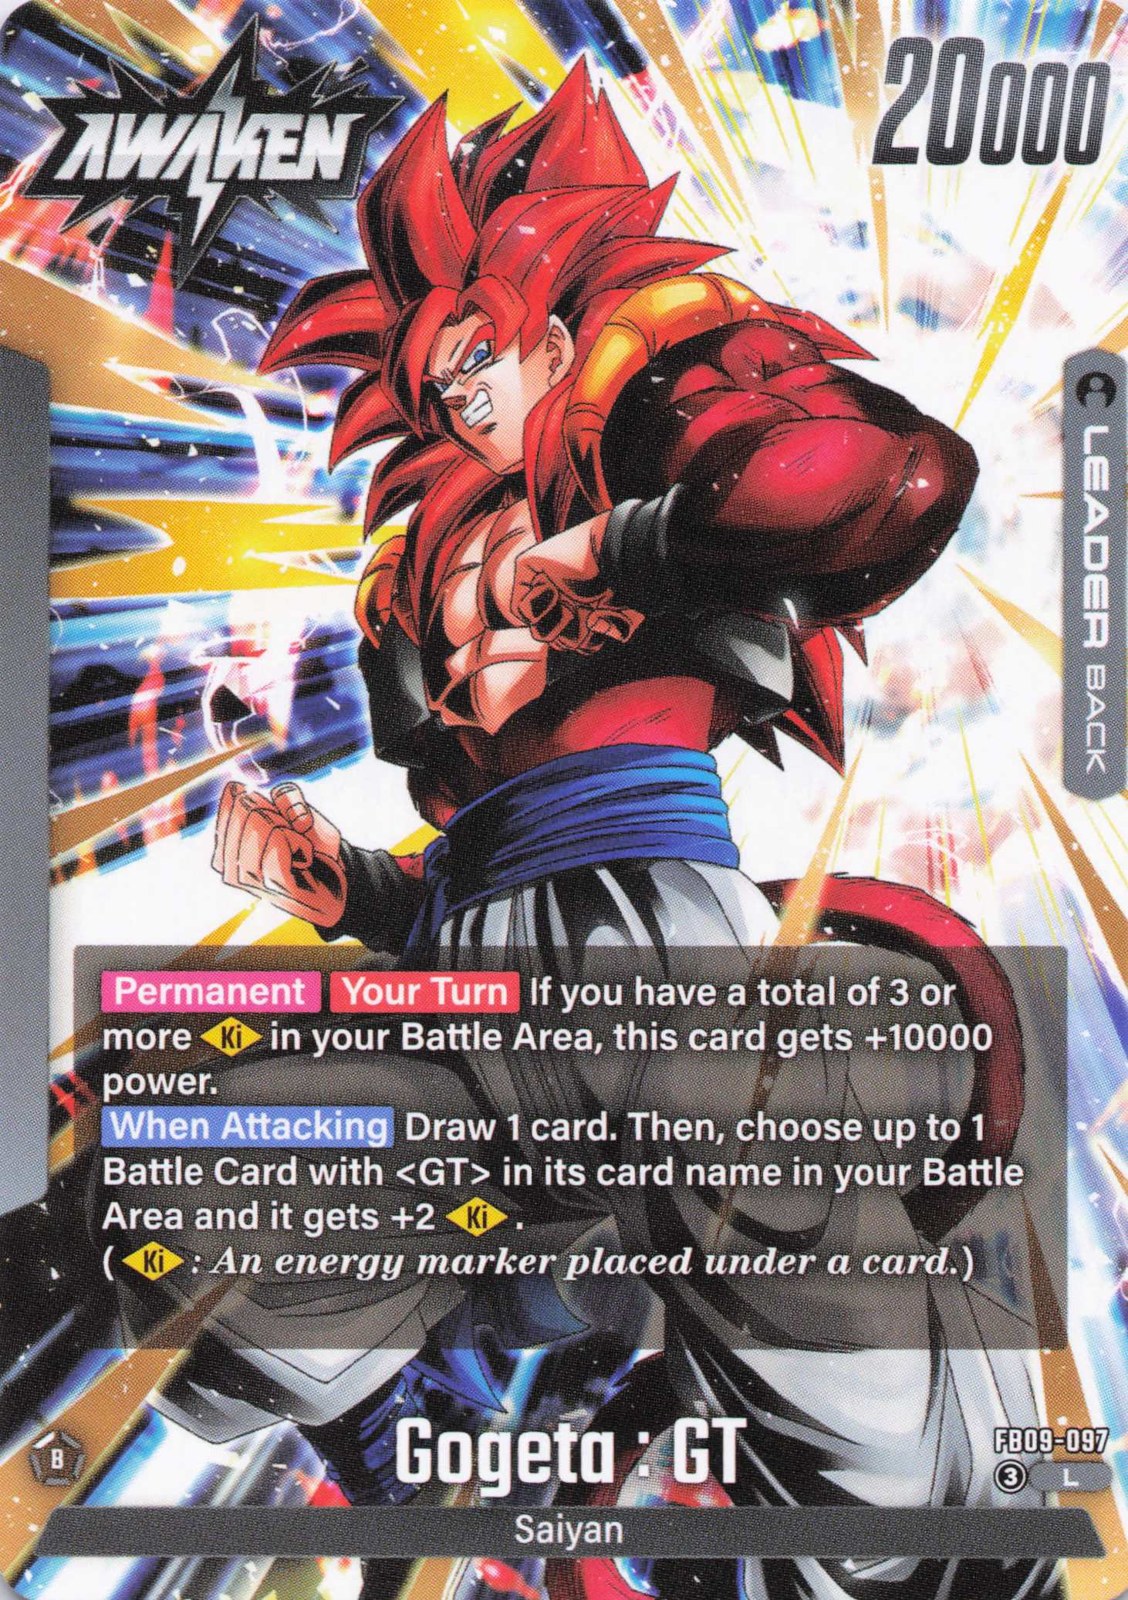 AWAKEN
20000
LEADER BACK
Permanent Your Turn If you have a total of 3 or
more Ki in your Battle Area, this card gets +10000
power.
When Attacking Draw 1 card. Then, choose up to 1
Battle Card with <GT> in its card name in your Battle
Area and it gets +2 Ki .
( Ki : An energy marker placed under a card.)
B
Gogeta : GT
FB09-097
3 L
Saiyan